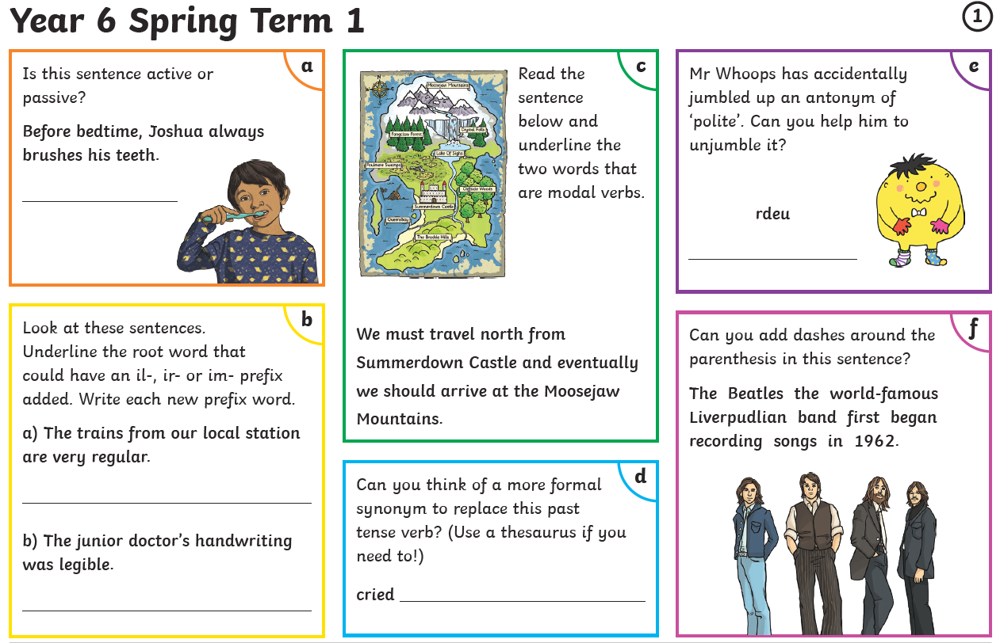 Year 6 Spring Term 1
1
a
Is this sentence active or
passive?
Before bedtime, Joshua always
brushes his teeth.
b
Look at these sentences.
Underline the root word that
could have an il-, ir- or im- prefix
added. Write each new prefix word.
a) The trains from our local station
are very regular.
b) The junior doctor's handwriting
was legible.
c
Read the
sentence
below and
underline the
two words that
are modal verbs.
N
E
S
W
Moosejaw Mountains
Crystal Falls
Fangclaw Forest
Lake Of Sighs
Foulmere Swamps
Summerdown Castle
Queensbay
The Brockle Hills
We must travel north from
Summerdown Castle and eventually
we should arrive at the Moosejaw
Mountains.
d
Can you think of a more formal
synonym to replace this past
tense verb? (Use a thesaurus if you
need to!)
cried
e
Mr Whoops has accidentally
jumbled up an antonym of
‘polite’. Can you help him to
unjumble it?
rdeu
f
Can you add dashes around the
parenthesis in this sentence?
The Beatles the world-famous
Liverpudlian band first began
recording songs in 1962.